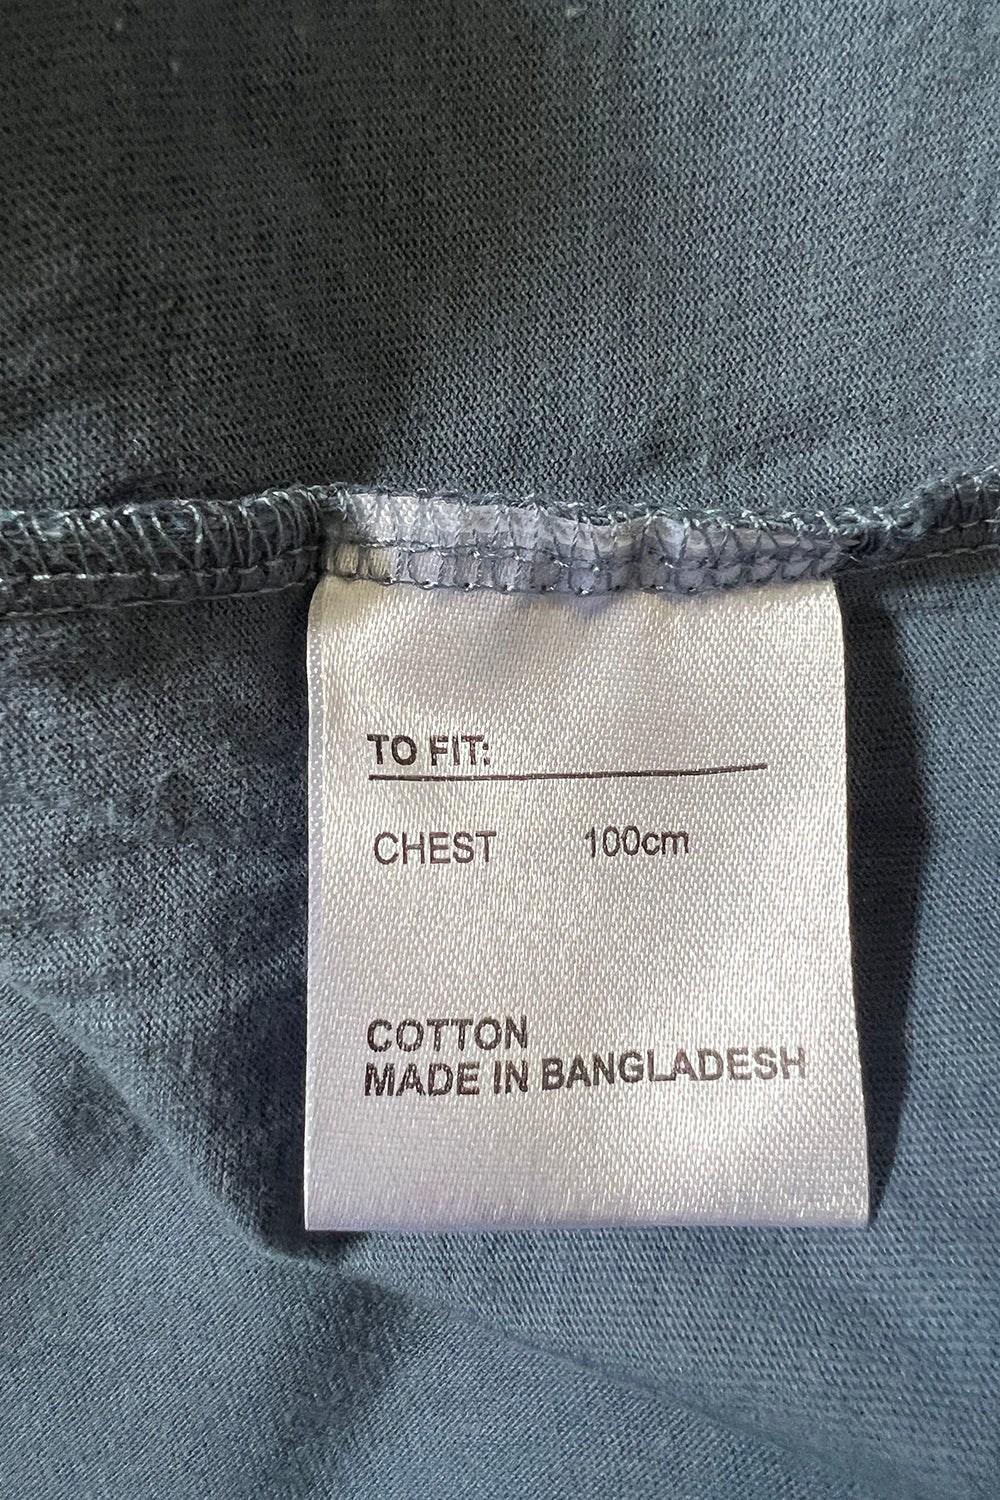 TO FIT:
CHEST 100cm
COTTON
MADE IN BANGLADESH